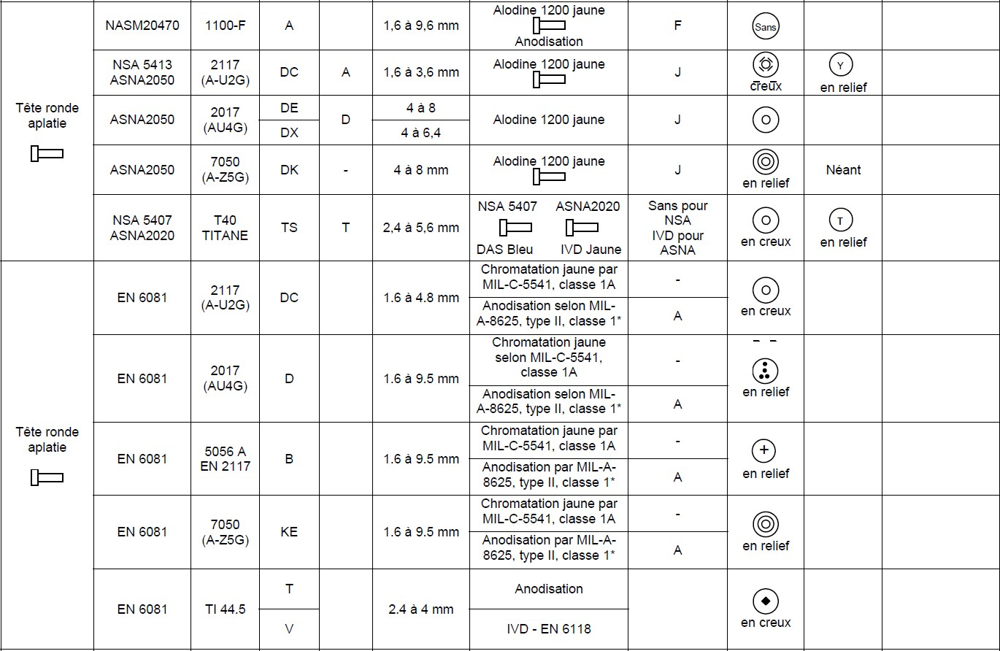 Tête ronde
aplatie
NASM20470
1100-F
A
1,6 à 9,6 mm
Alodine 1200 jaune
Anodisation
F
Sans
NSA 5413
ASNA2050
2117
(A-U2G)
DC
A
1,6 à 3,6 mm
Alodine 1200 jaune
J
creux
Y
en relief
ASNA2050
2017
(AU4G)
DE
DX
D
4 à 8
4 à 6,4
Alodine 1200 jaune
J
ASNA2050
7050
(A-Z5G)
DK
-
4 à 8 mm
Alodine 1200 jaune
J
en relief
Néant
NSA 5407
ASNA2020
T40
TITANE
TS
T
2,4 à 5,6 mm
NSA 5407 ASNA2020
DAS Bleu IVD Jaune
Sans pour
NSA
IVD pour
ASNA
en creux
T
en relief
Tête ronde
aplatie
EN 6081
2117
(A-U2G)
DC
1.6 à 4.8 mm
Chromatation jaune par
MIL-C-5541, classe 1A
-
Anodisation selon MIL-
A-8625, type II, classe 1*
A
en creux
EN 6081
2017
(AU4G)
D
1.6 à 9.5 mm
Chromatation jaune
selon MIL-C-5541,
classe 1A
-
Anodisation selon MIL-
A-8625, type II, classe 1*
A
en relief
EN 6081
5056 A
EN 2117
B
1.6 à 9.5 mm
Chromatation jaune par
MIL-C-5541, classe 1A
-
Anodisation par MIL-A-
8625, type II, classe 1*
A
+
en relief
EN 6081
7050
(A-Z5G)
KE
1.6 à 9.5 mm
Chromatation jaune par
MIL-C-5541, classe 1A
-
Anodisation par MIL-A-
8625, type II, classe 1*
A
en relief
EN 6081
TI 44.5
T
V
2.4 à 4 mm
Anodisation
IVD - EN 6118
en creux